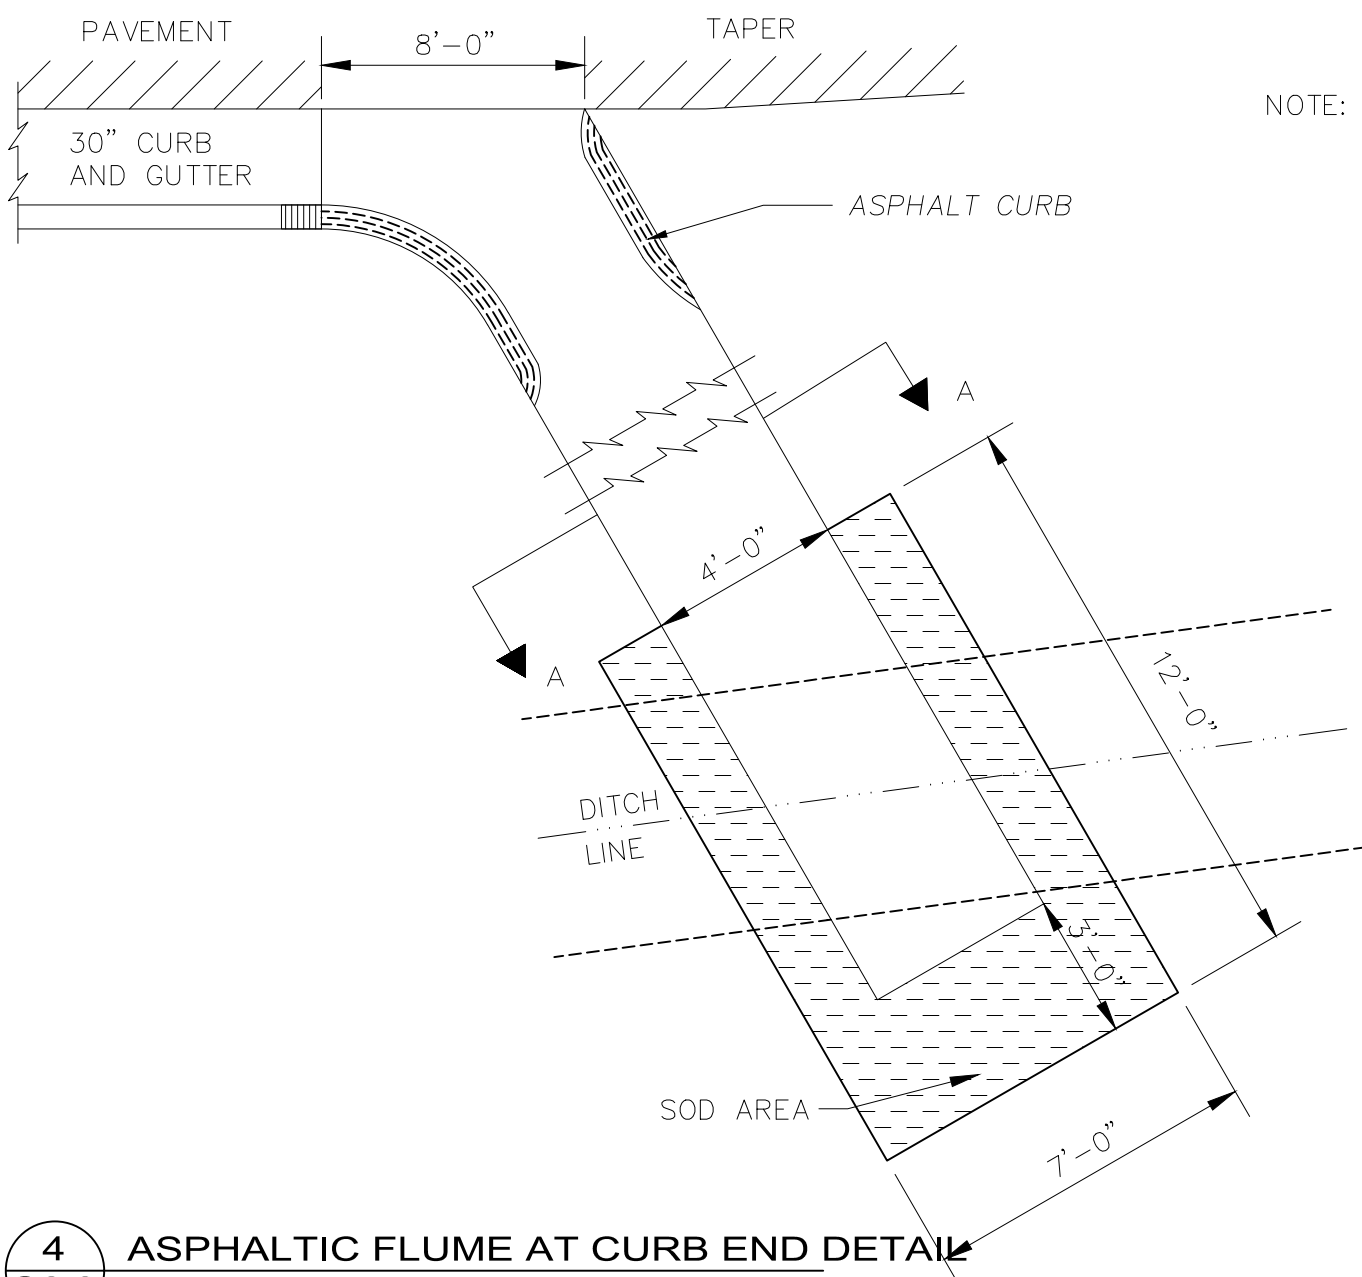 PAVEMENT
8'-0"
TAPER
NOTE:
30" CURB
AND GUTTER
ASPHALT CURB
A
4'-0"
A
12'-0"
DITCH
LINE
3'-0"
SOD AREA
7'-0"
4
ASPHALTIC FLUME AT CURB END DETAIL